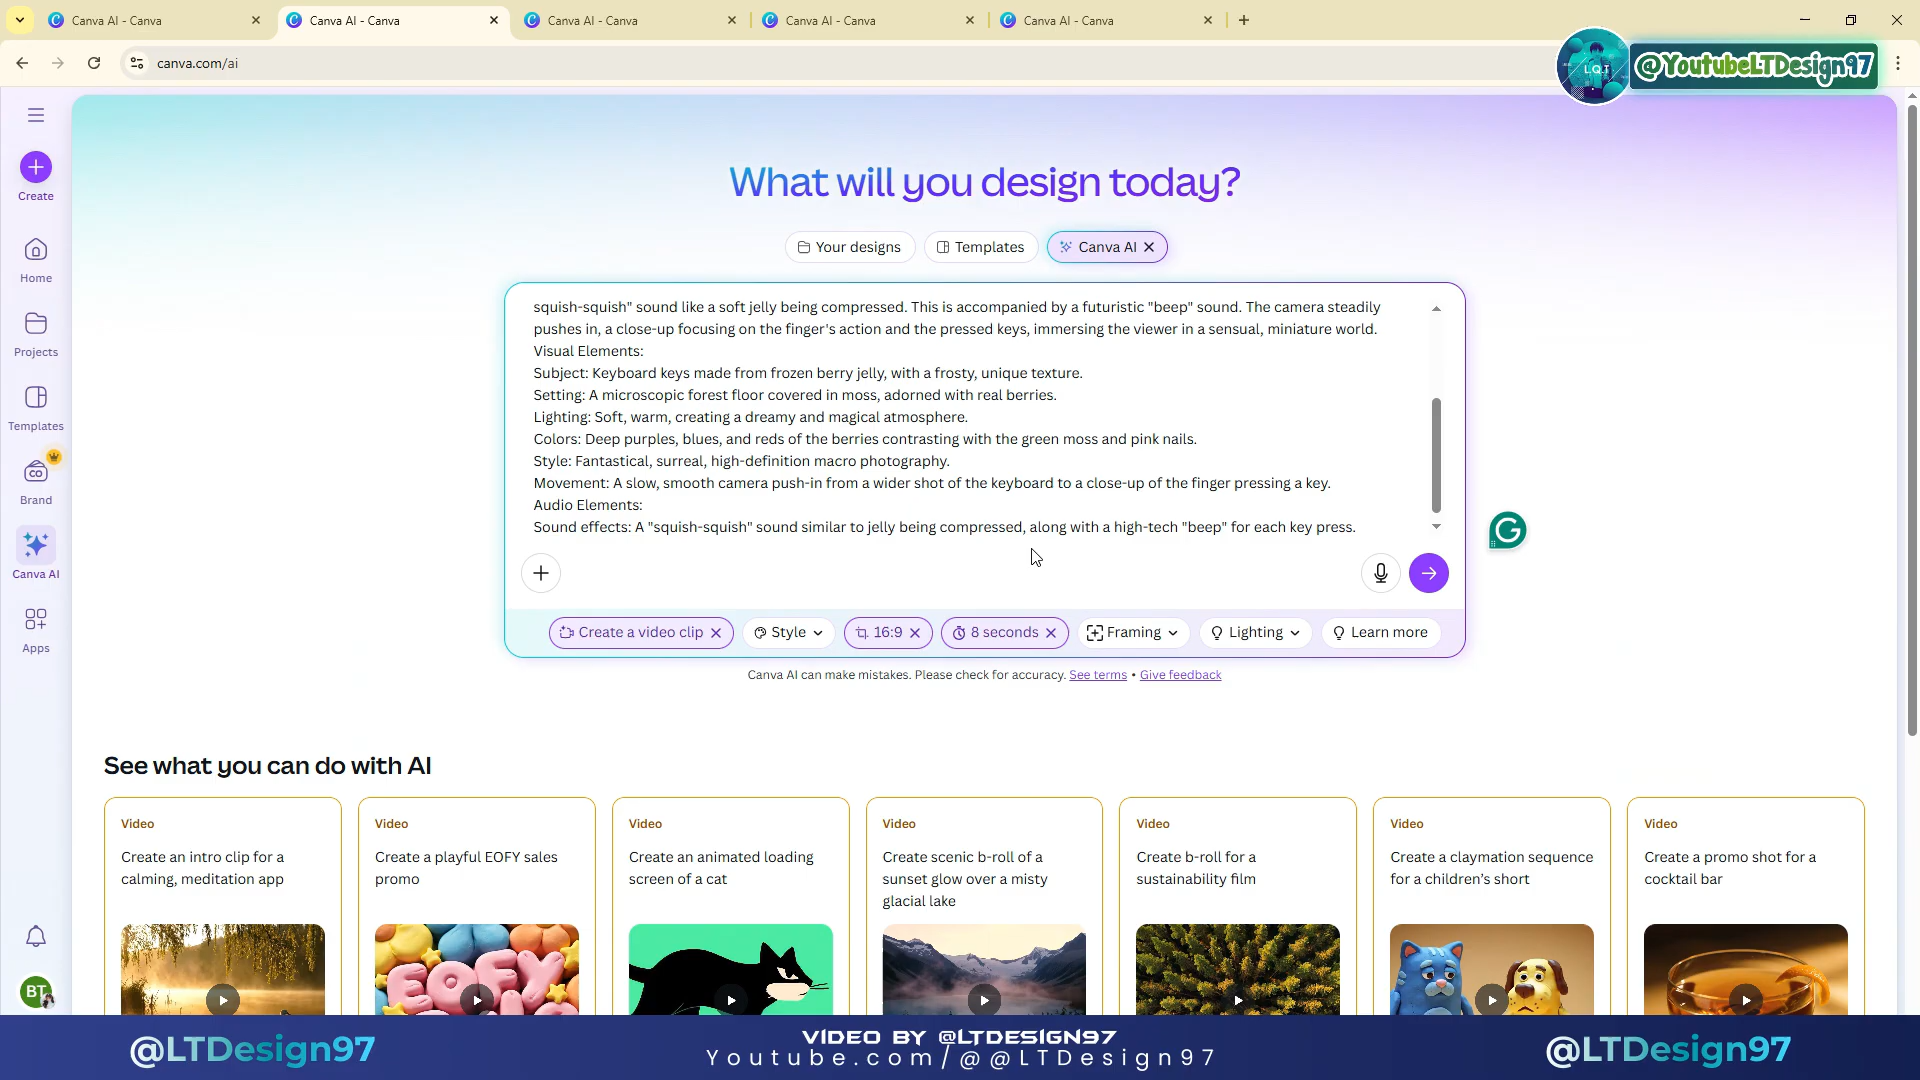 Canva AI - Canva
Canva AI - Canva
Canva AI - Canva
Canva AI - Canva
Canva AI - Canva
canva.com/ai
L.Q.T
@YoutubeLTDesign97
What will you design today?
Create
Your designs
Templates
Canva AI
Home
squish-squish" sound like a soft jelly being compressed. This is accompanied by a futuristic "beep" sound. The camera steadily
pushes in, a close-up focusing on the finger's action and the pressed keys, immersing the viewer in a sensual, miniature world.
Visual Elements:
Subject: Keyboard keys made from frozen berry jelly, with a frosty, unique texture.
Setting: A microscopic forest floor covered in moss, adorned with real berries.
Lighting: Soft, warm, creating a dreamy and magical atmosphere.
Colors: Deep purples, blues, and reds of the berries contrasting with the green moss and pink nails.
Style: Fantastical, surreal, high-definition macro photography.
Movement: A slow, smooth camera push-in from a wider shot of the keyboard to a close-up of the finger pressing a key.
Audio Elements:
Sound effects: A "squish-squish" sound similar to jelly being compressed, along with a high-tech "beep" for each key press.
Projects
Templates
CO
Brand
Canva AI
Apps
G
Create a video clip
Style
16:9
8 seconds
Framing
Lighting
Learn more
Canva AI can make mistakes. Please check for accuracy. See terms • Give feedback
See what you can do with AI
Video
Create an intro clip for a
calming, meditation app
Video
Create a playful EOFY sales
promo
EOFY
Video
Create an animated loading
screen of a cat
Video
Create scenic b-roll of a
sunset glow over a misty
glacial lake
Video
Create b-roll for a
sustainability film
Video
Create a claymation sequence
for a children's short
Video
Create a promo shot for a
cocktail bar
BT
@LTDesign97
VIDEO BY @LTDESIGN97
Youtube.com/@@LTDesign97
@LTDesign97